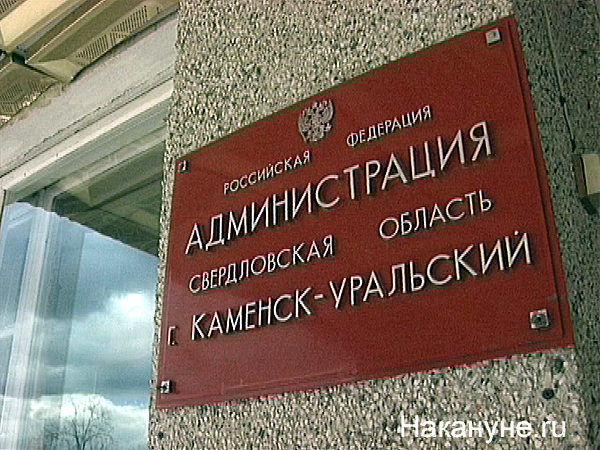 РОССИЙСКАЯ ФЕДЕРАЦИЯ
АДМИНИСТРАЦИЯ
СВЕРДЛОВСКАЯ ОБЛАСТЬ
Г. КАМЕНСК-УРАЛЬСКИЙ
Накануне.ru